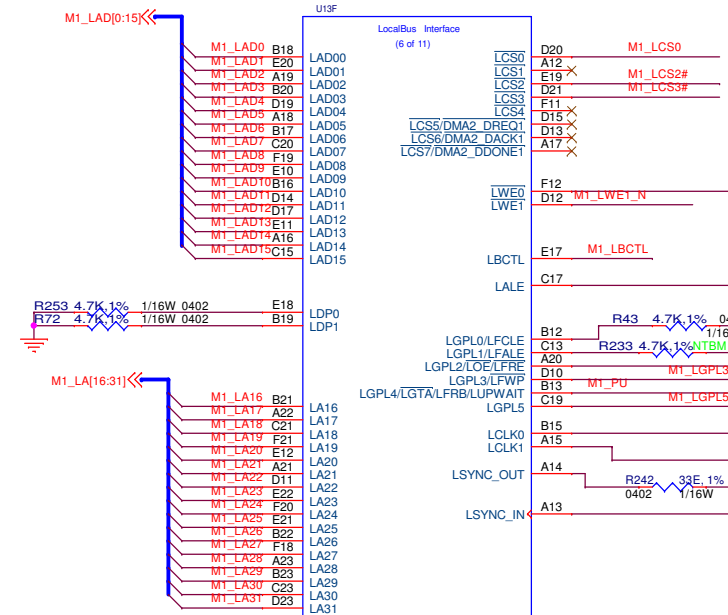 U13F
LocalBus Interface
(6 of 11)
M1_LAD[0:15]
M1_LAD0 B18 LAD00
M1_LAD1 E20 LAD01
M1_LAD2 A19 LAD02
M1_LAD3 B20 LAD03
M1_LAD4 D19 LAD04
M1_LAD5 A18 LAD05
M1_LAD6 B17 LAD06
M1_LAD7 C20 LAD07
M1_LAD8 F19 LAD08
M1_LAD9 E10 LAD09
M1_LAD10 B16 LAD10
M1_LAD11 D14 LAD11
M1_LAD12 D17 LAD12
M1_LAD13 E11 LAD13
M1_LAD14 A16 LAD14
M1_LAD15 C15 LAD15
R253 4.7K,1% 1/16W 0402 E18 LDP0
R72 4.7K,1% 1/16W 0402 B19 LDP1
M1_LA[16:31]
M1_LA16 B21 LA16
M1_LA17 A22 LA17
M1_LA18 C21 LA18
M1_LA19 F21 LA19
M1_LA20 E12 LA20
M1_LA21 A21 LA21
M1_LA22 D11 LA22
M1_LA23 E22 LA23
M1_LA24 F20 LA24
M1_LA25 E21 LA25
M1_LA26 B22 LA26
M1_LA27 F18 LA27
M1_LA28 A23 LA28
M1_LA29 B23 LA29
M1_LA30 C23 LA30
M1_LA31 D23 LA31
LCS0 D20 M1_LCS0
LCS1 A12
LCS2 E19 M1_LCS2#
LCS3 D21 M1_LCS3#
LCS4 F11
LCS5/DMA2_DREQ1 D15
LCS6/DMA2_DACK1 D13
LCS7/DMA2_DDONE1 A17
LWE0 F12
LWE1 D12 M1_LWE1_N
LBCTL E17 M1_LBCTL
LALE C17
LGPL0/LFCLE B12 R43 4.7K,1% 04
1/16
LGPL1/LFALE C13 R233 4.7K,1% NTBM
LGPL2/LOE/LFRE A20
LGPL3/LFWP D10 M1_LGPL3
LGPL4/LGTA/LFRB/LUPWAIT B13 M1_PU
LGPL5 C19 M1_LGPL5
LCLK0 B15
LCLK1 A15
LSYNC_OUT A14
R242 33E, 1%
0402 1/16W
LSYNC_IN A13